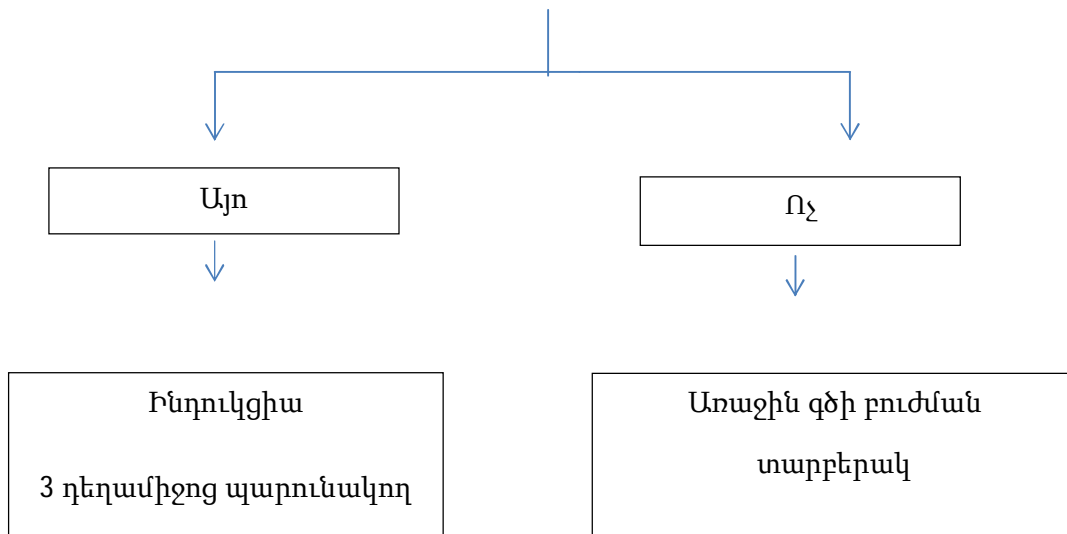 Այո
Ոչ
Ինդուկցիա
3 դեղամիջոց պարունակող
Առաջին գծի բուժման
տարբերակ